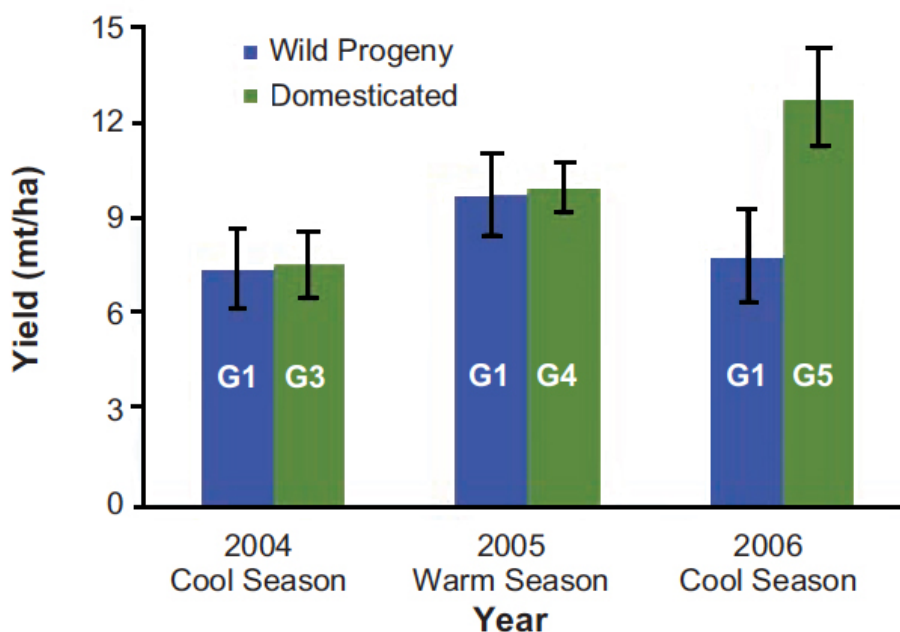 15
Wild Progeny
Domesticated
12
9
6
3
0
Yield (mt/ha)
G1 G3 G1 G4 G1 G5
2004 2005 2006
Cool Season Warm Season Cool Season
Year